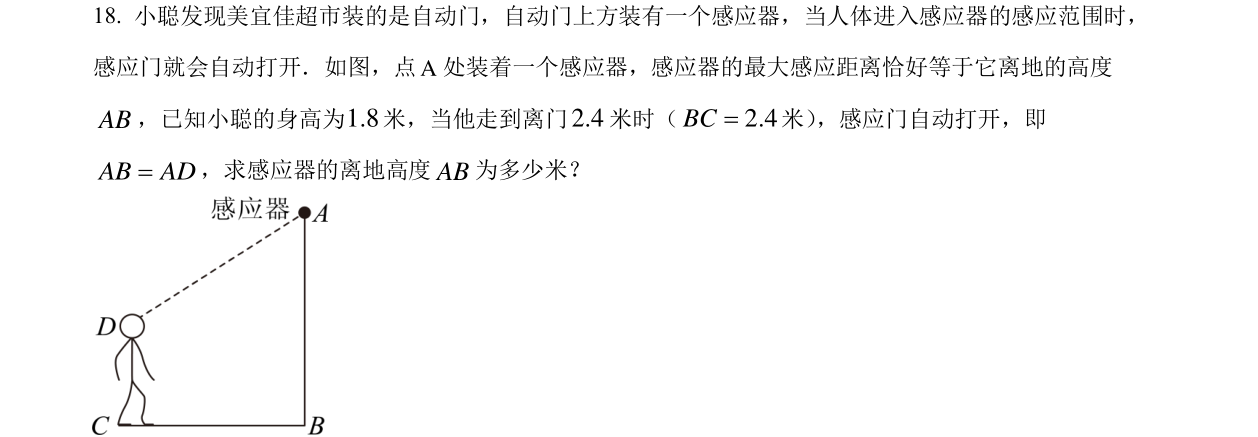 18. 小聪发现美宜佳超市装的是自动门，自动门上方装有一个感应器，当人体进入感应器的感应范围时，
感应门就会自动打开．如图，点 A 处装着一个感应器，感应器的最大感应距离恰好等于它离地的高度
AB，已知小聪的身高为1.8米，当他走到离门2.4米时（BC = 2.4米），感应门自动打开，即
AB = AD，求感应器的离地高度 AB 为多少米？
感应器 A
D
C B